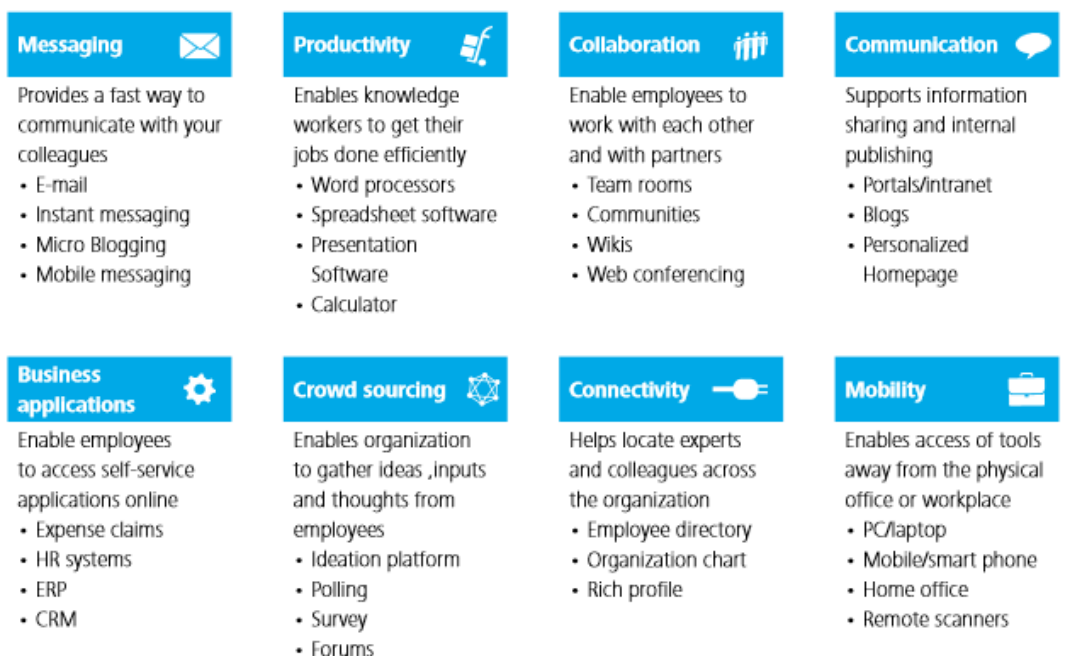 Messaging
Provides a fast way to
communicate with your
colleagues
• E-mail
• Instant messaging
• Micro Blogging
• Mobile messaging
Productivity
Enables knowledge
workers to get their
jobs done efficiently
• Word processors
• Spreadsheet software
• Presentation
Software
• Calculator
Collaboration
Enable employees to
work with each other
and with partners
• Team rooms
• Communities
• Wikis
• Web conferencing
Communication
Supports information
sharing and internal
publishing
• Portals/intranet
• Blogs
• Personalized
Homepage
Business
applications
Enable employees
to access self-service
applications online
• Expense claims
• HR systems
• ERP
• CRM
Crowd sourcing
Enables organization
to gather ideas ,inputs
and thoughts from
employees
• Ideation platform
• Polling
• Survey
• Forums
Connectivity
Helps locate experts
and colleagues across
the organization
• Employee directory
• Organization chart
• Rich profile
Mobility
Enables access of tools
away from the physical
office or workplace
• PC/laptop
• Mobile/smart phone
• Home office
• Remote scanners